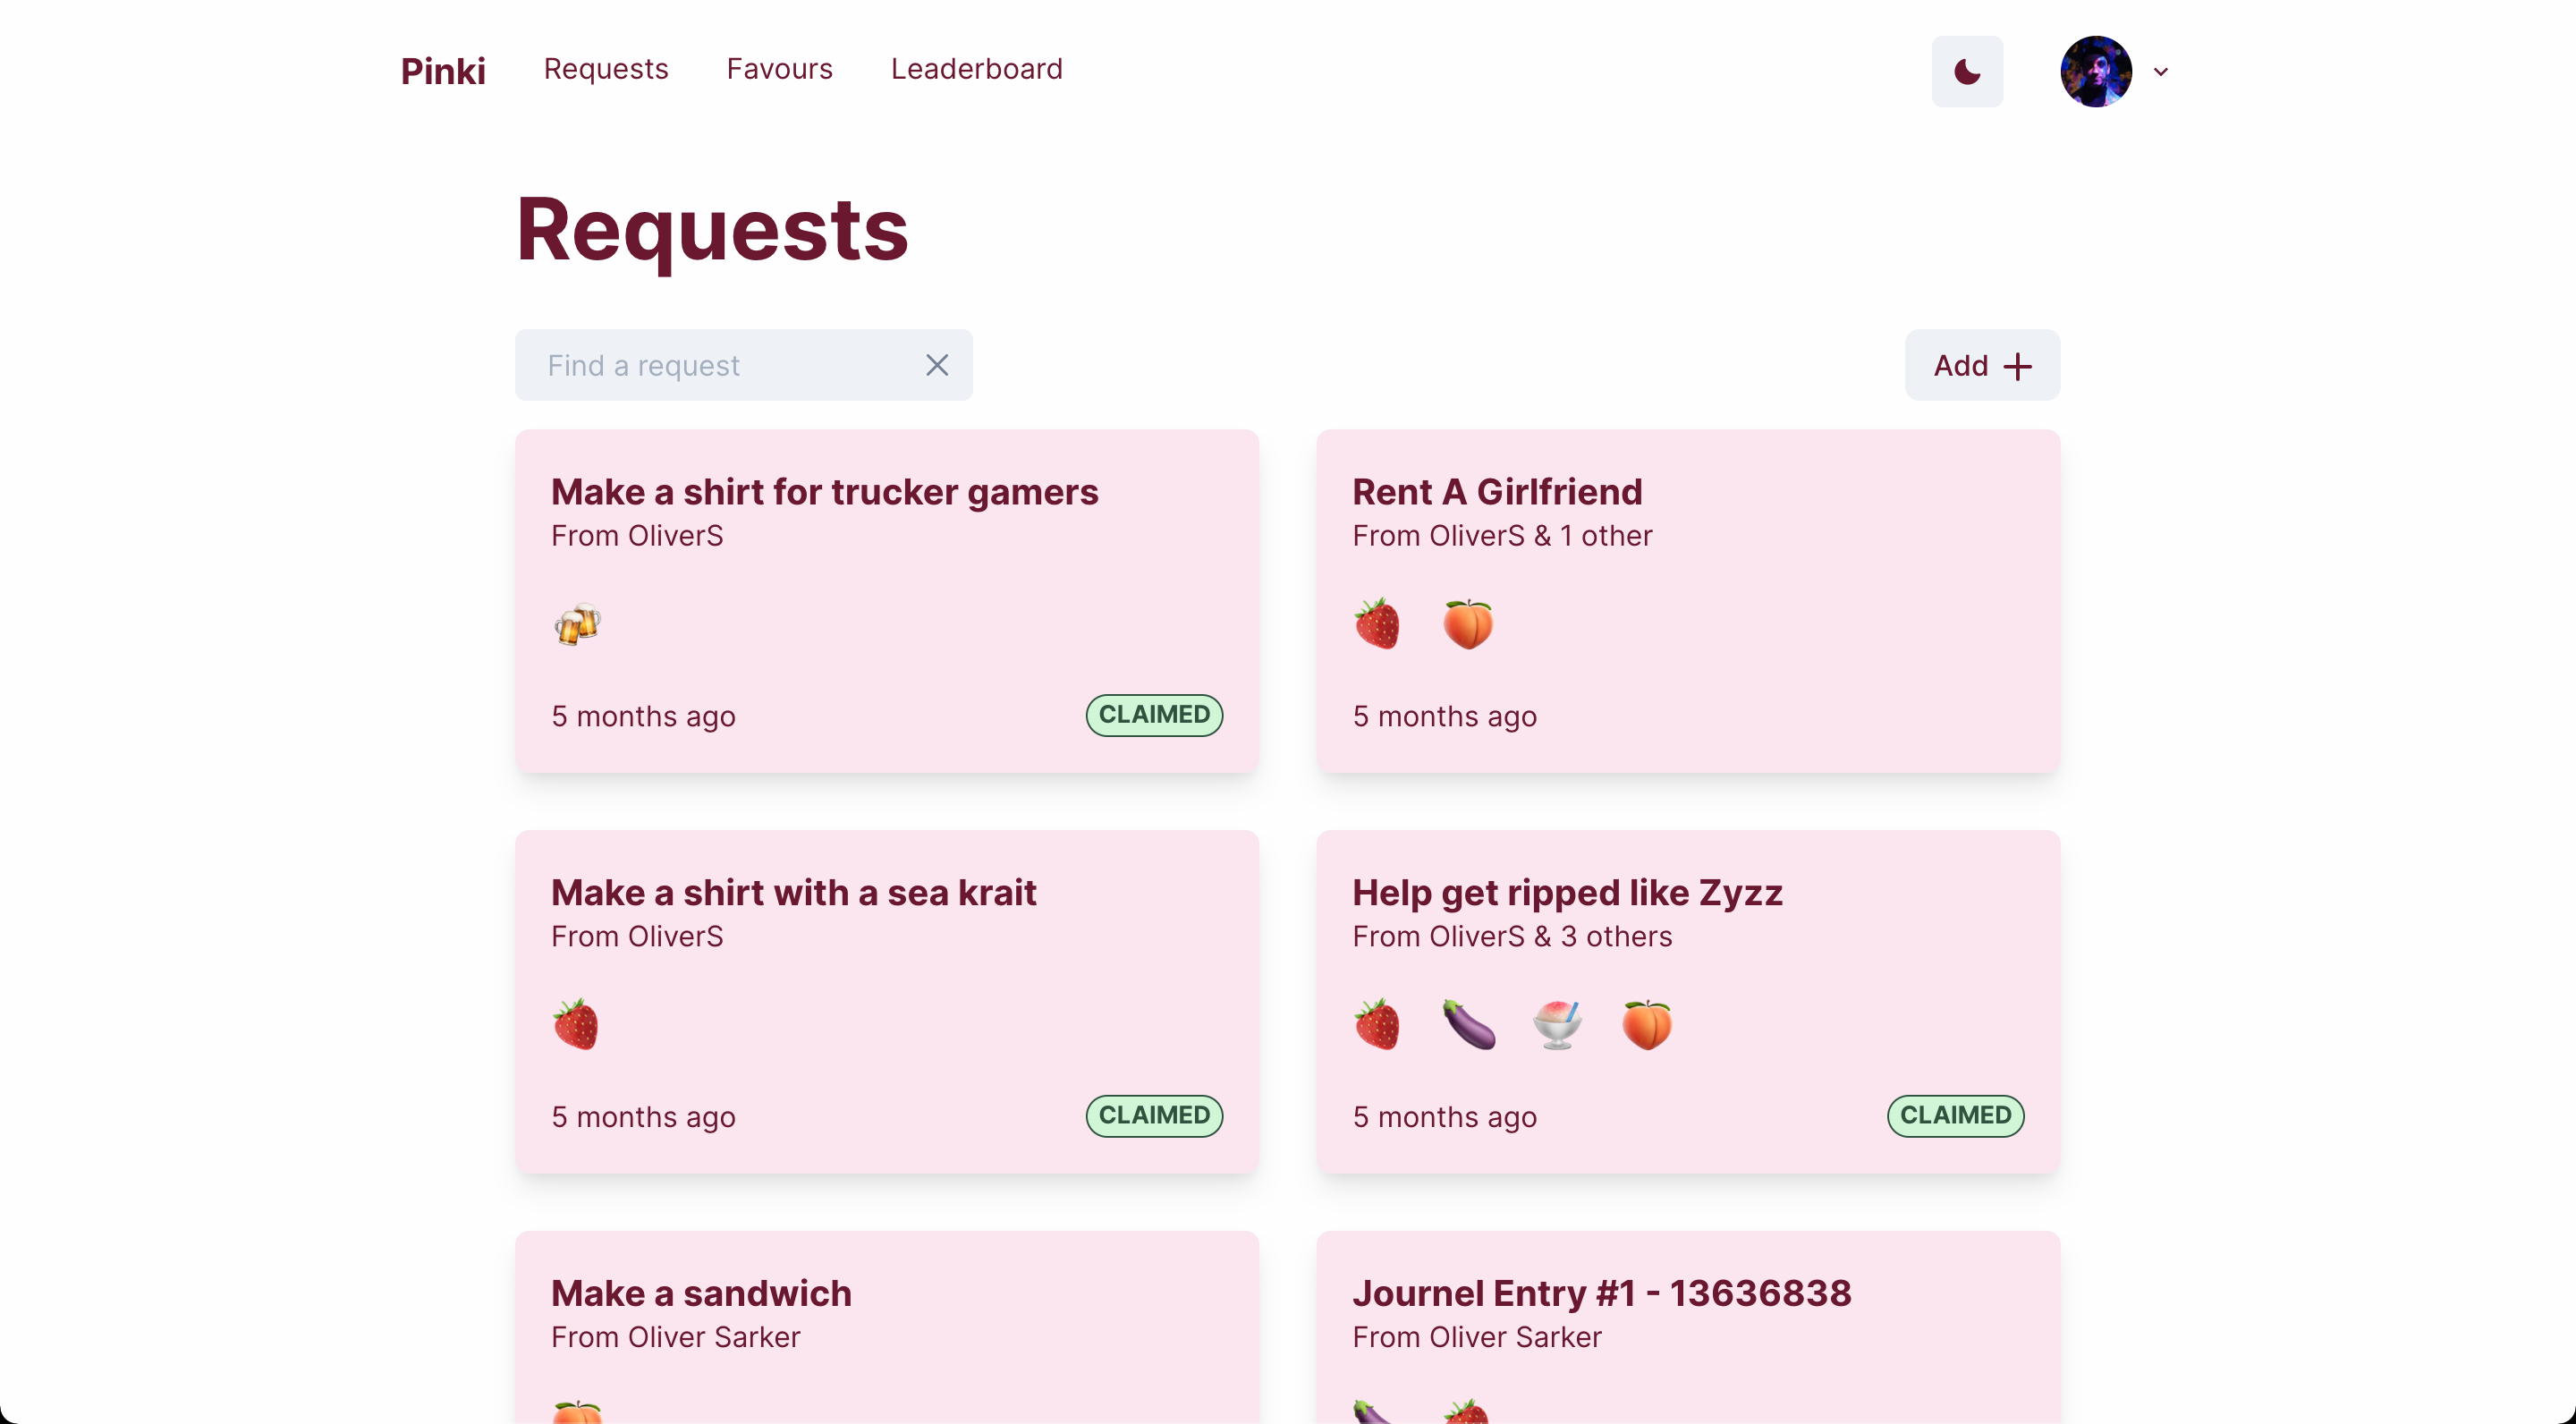 Pinki
Requests
Favours
Leaderboard
Requests
Find a request
Add
Make a shirt for trucker gamers
From OliverS
5 months ago
CLAIMED
Rent A Girlfriend
From OliverS & 1 other
5 months ago
Make a shirt with a sea krait
From OliverS
5 months ago
CLAIMED
Help get ripped like Zyzz
From OliverS & 3 others
5 months ago
CLAIMED
Make a sandwich
From Oliver Sarker
Journel Entry #1 - 13636838
From Oliver Sarker